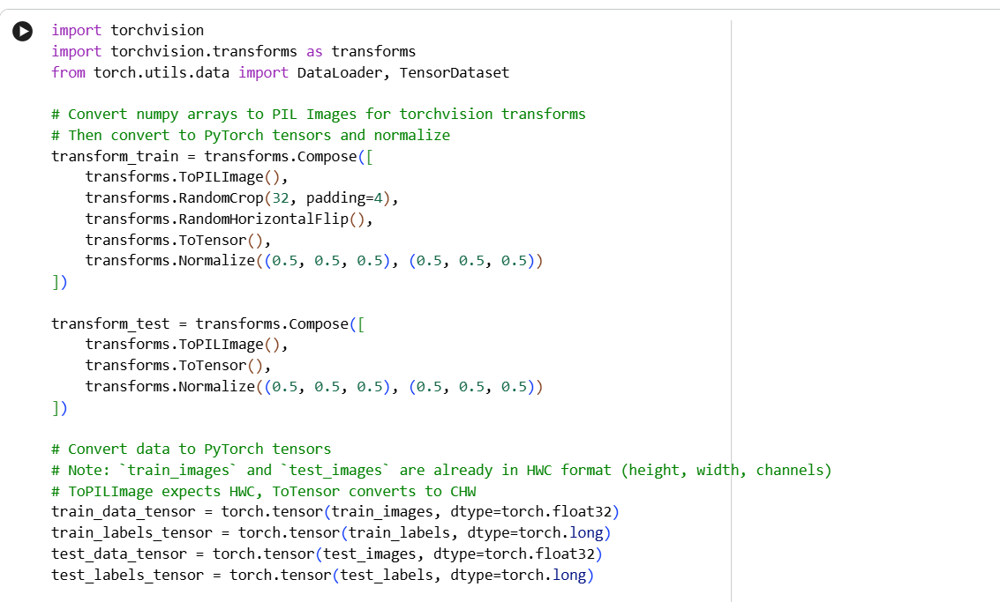 import torchvision
import torchvision.transforms as transforms
from torch.utils.data import DataLoader, TensorDataset

# Convert numpy arrays to PIL Images for torchvision transforms
# Then convert to PyTorch tensors and normalize
transform_train = transforms.Compose([
    transforms.ToPILImage(),
    transforms.RandomCrop(32, padding=4),
    transforms.RandomHorizontalFlip(),
    transforms.ToTensor(),
    transforms.Normalize((0.5, 0.5, 0.5), (0.5, 0.5, 0.5))
])

transform_test = transforms.Compose([
    transforms.ToPILImage(),
    transforms.ToTensor(),
    transforms.Normalize((0.5, 0.5, 0.5), (0.5, 0.5, 0.5))
])

# Convert data to PyTorch tensors
# Note: `train_images` and `test_images` are already in HWC format (height, width, channels)
# ToPILImage expects HWC, ToTensor converts to CHW
train_data_tensor = torch.tensor(train_images, dtype=torch.float32)
train_labels_tensor = torch.tensor(train_labels, dtype=torch.long)
test_data_tensor = torch.tensor(test_images, dtype=torch.float32)
test_labels_tensor = torch.tensor(test_labels, dtype=torch.long)